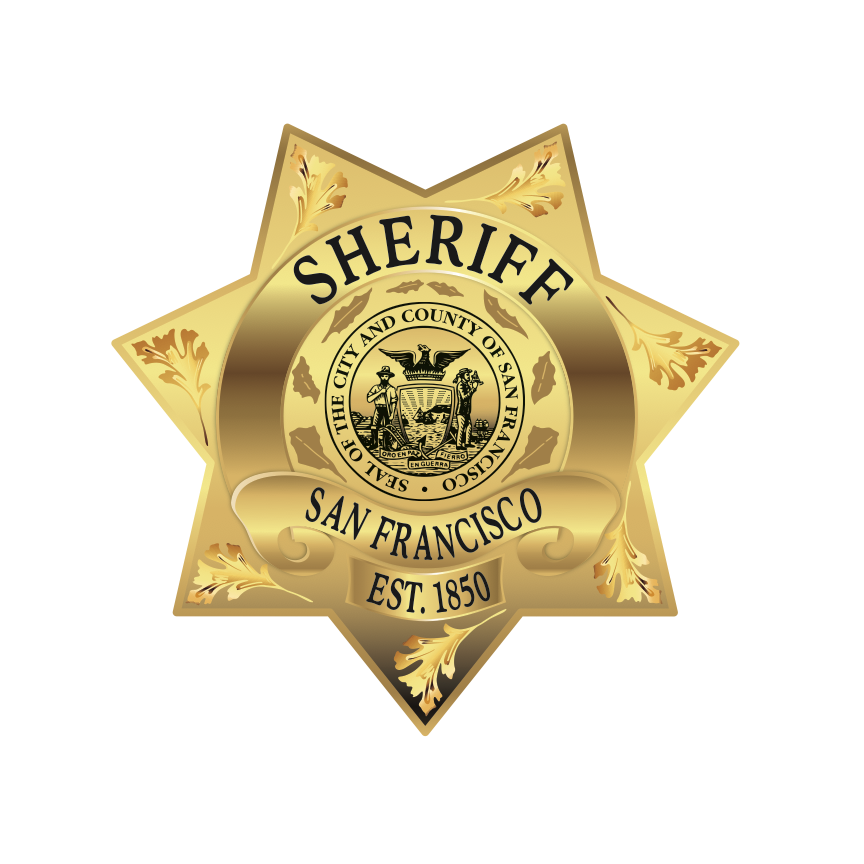 SHERIFF
SEAL OF THE CITY AND COUNTY OF SAN FRANCISCO
ORO EN PAZ
FIERRO
EN GUERRA
SAN FRANCISCO
EST. 1850